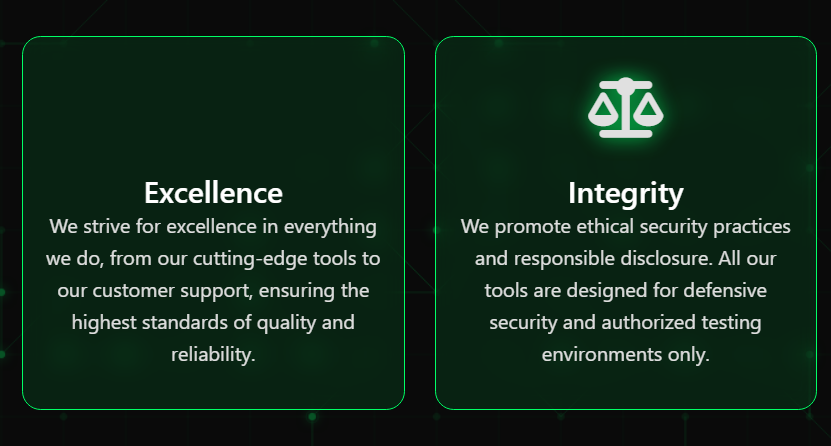 Excellence
We strive for excellence in everything
we do, from our cutting-edge tools to
our customer support, ensuring the
highest standards of quality and
reliability.
Integrity
We promote ethical security practices
and responsible disclosure. All our
tools are designed for defensive
security and authorized testing
environments only.